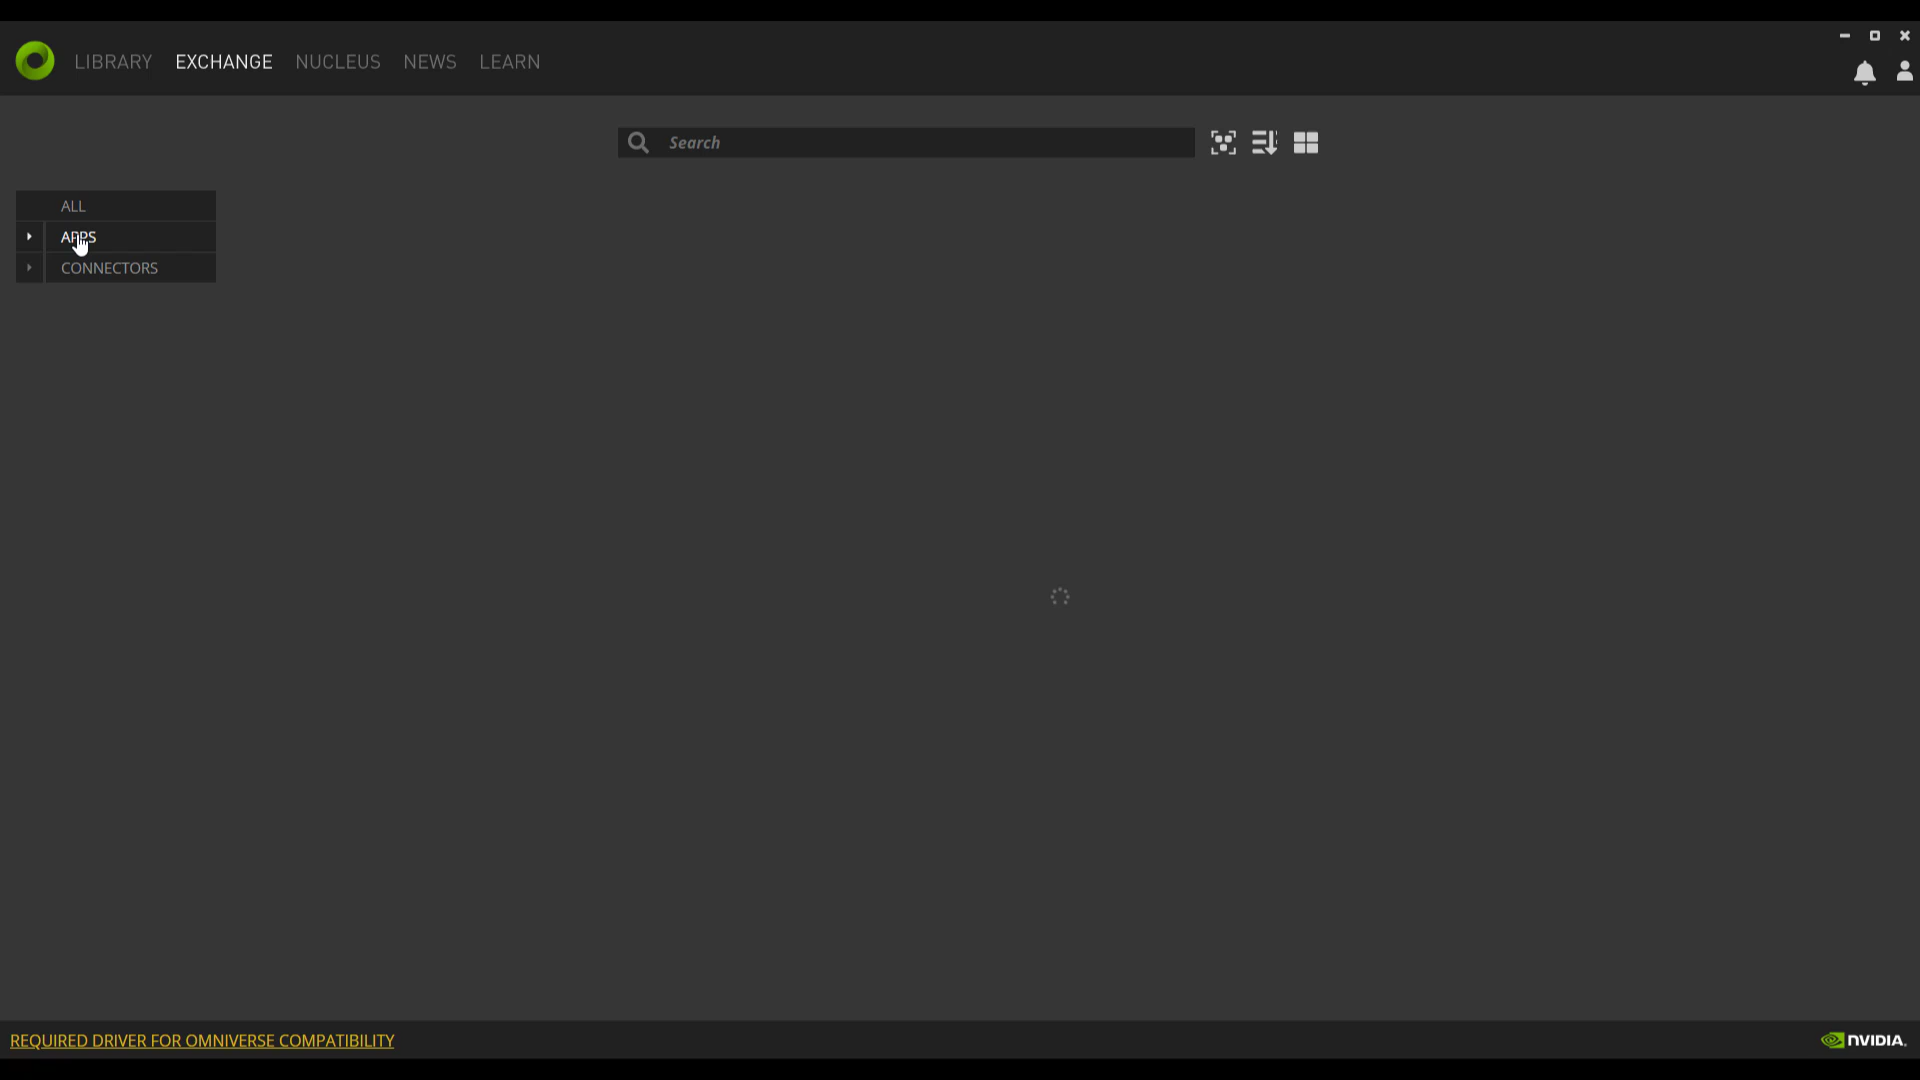 LIBRARY EXCHANGE NUCLEUS NEWS LEARN
Search
ALL
APPS
CONNECTORS
REQUIRED DRIVER FOR OMNIVERSE COMPATIBILITY
NVIDIA.